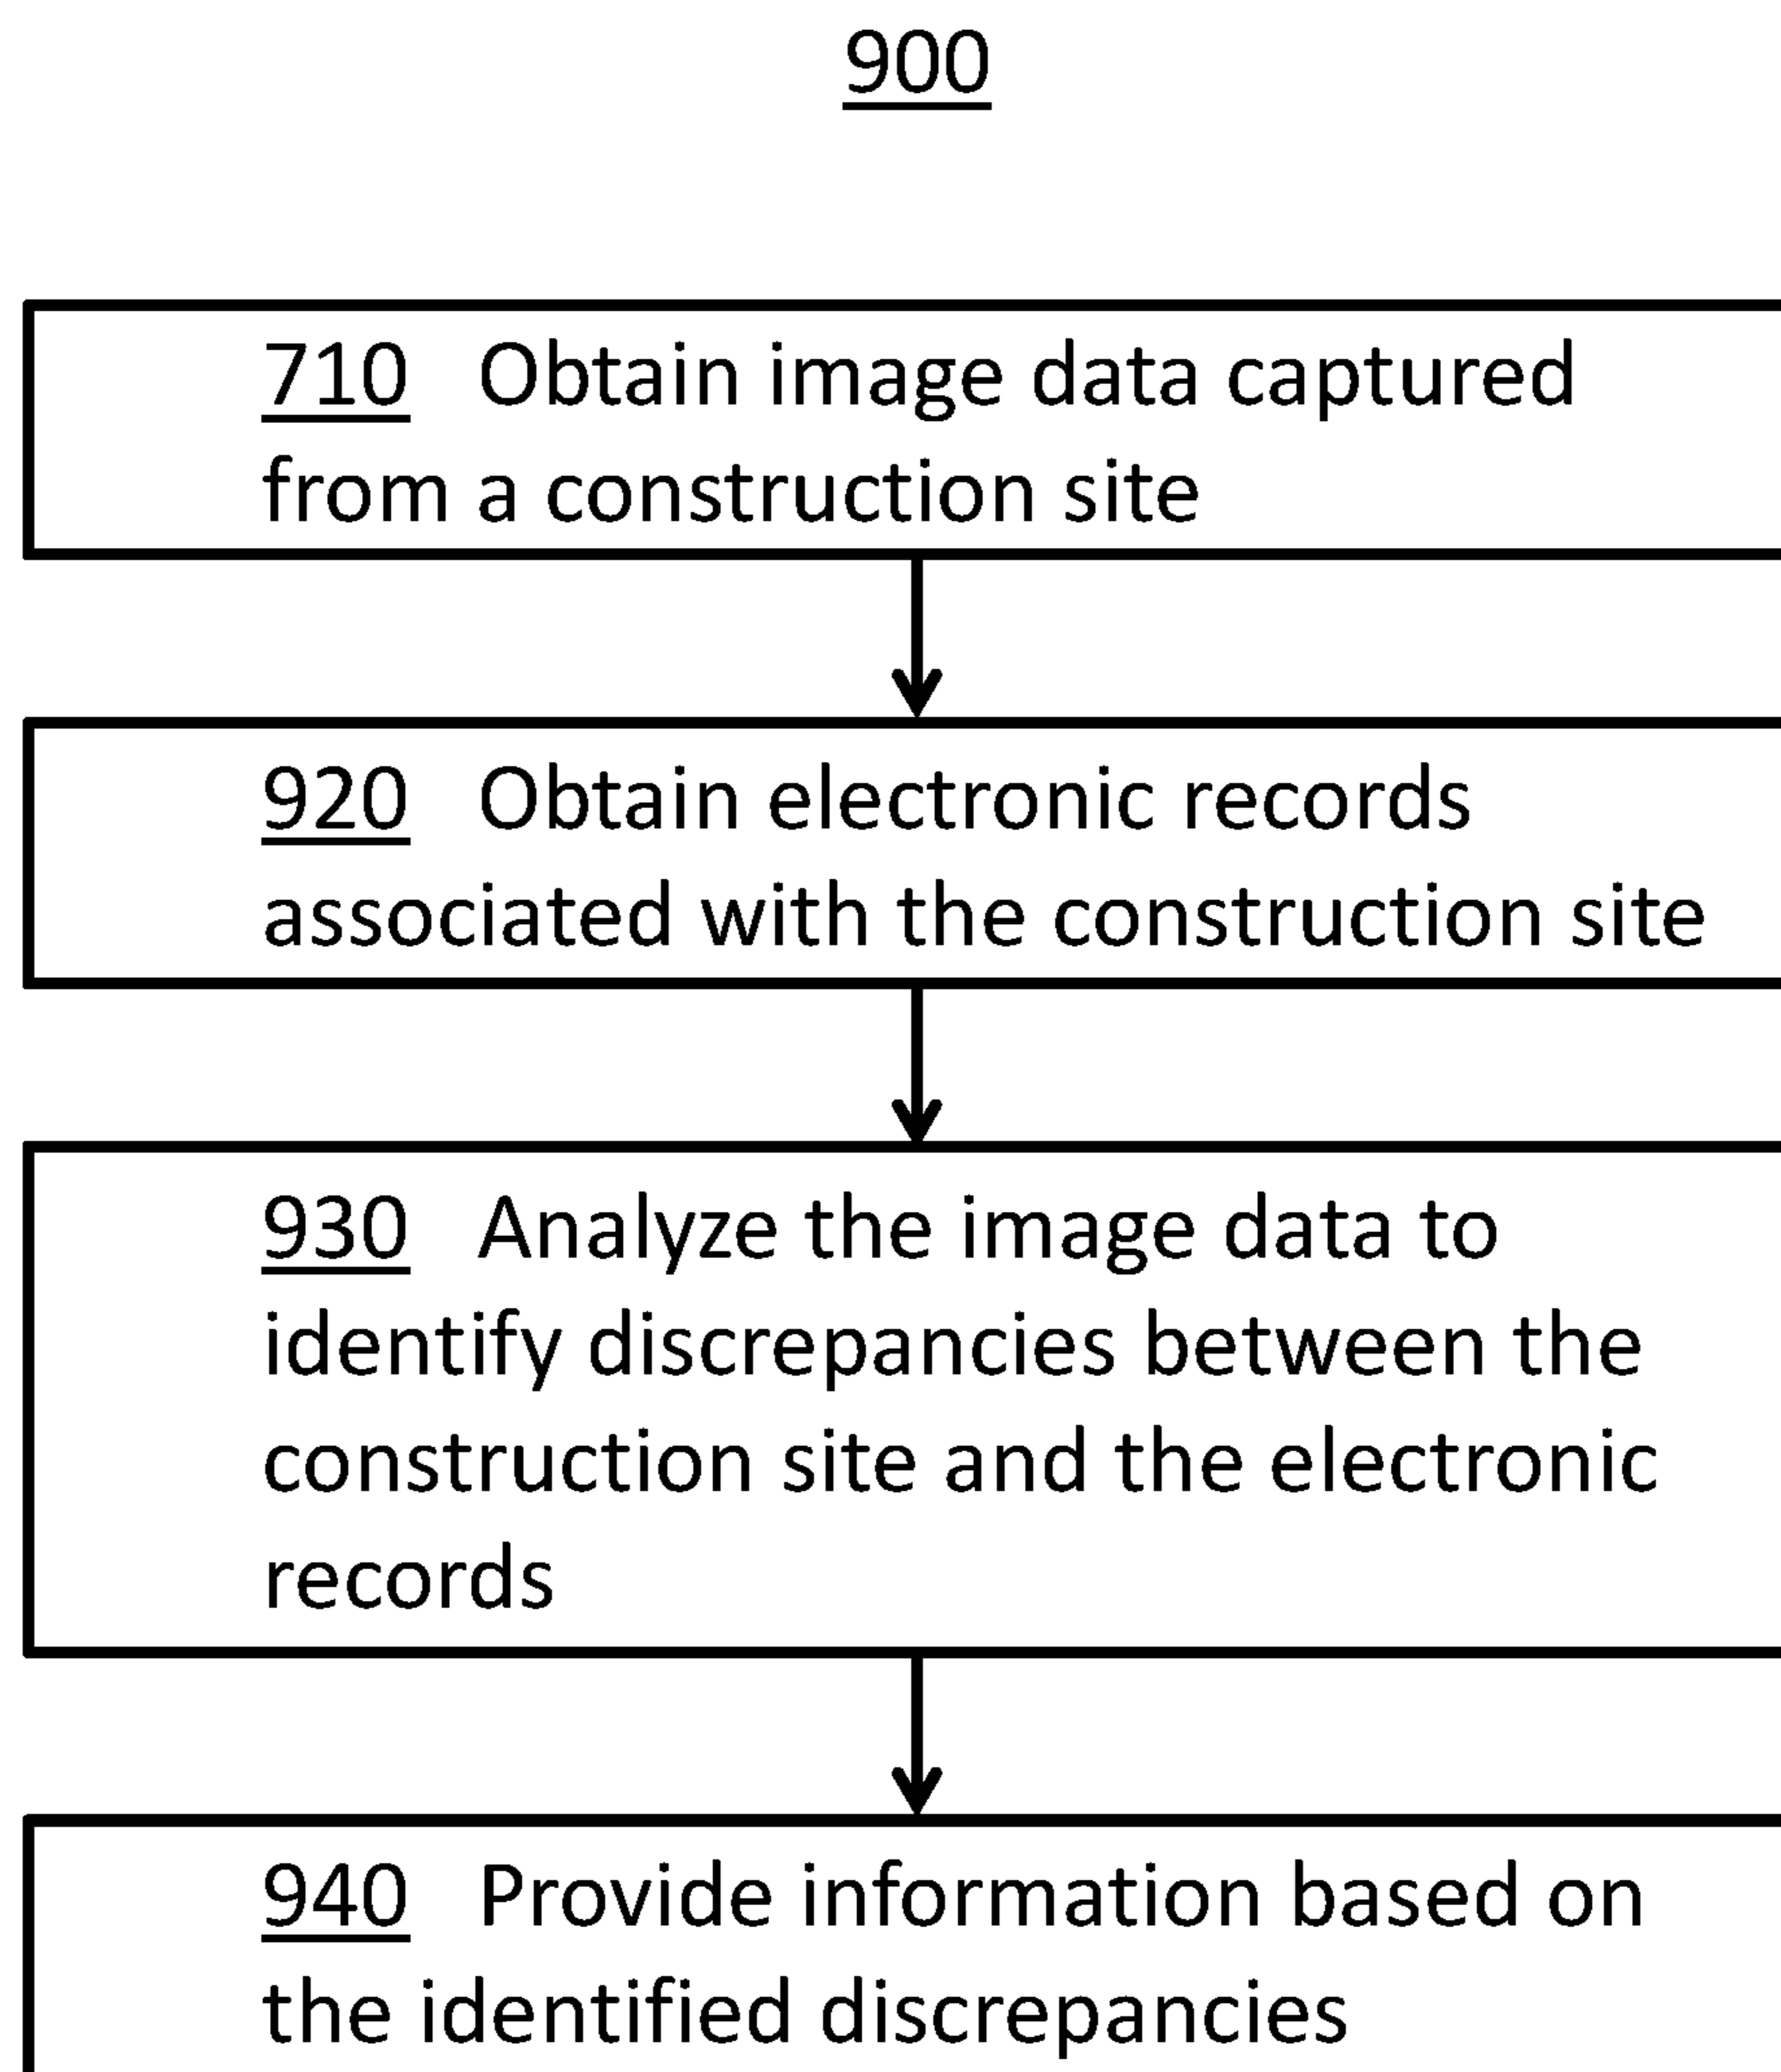 900
710 Obtain image data captured
from a construction site
920 Obtain electronic records
associated with the construction site
930 Analyze the image data to
identify discrepancies between the
construction site and the electronic
records
940 Provide information based on
the identified discrepancies